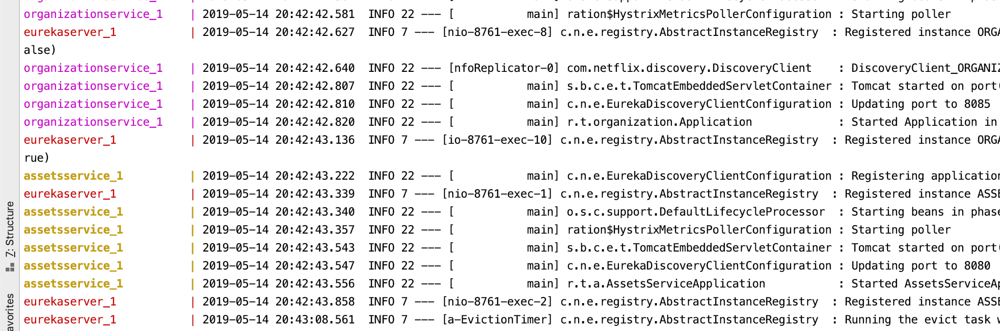 organizationservice_1    | 2019-05-14 20:42:42.581  INFO 22 --- [           main] ration$HystrixMetricsPollerConfiguration : Starting poller
eurekaserver_1           | 2019-05-14 20:42:42.627  INFO 7 --- [nio-8761-exec-8] c.n.e.registry.AbstractInstanceRegistry  : Registered instance ORGA
alse)
organizationservice_1    | 2019-05-14 20:42:42.640  INFO 22 --- [nfoReplicator-0] com.netflix.discovery.DiscoveryClient    : DiscoveryClient_ORGANIZ
organizationservice_1    | 2019-05-14 20:42:42.807  INFO 22 --- [           main] s.b.c.e.t.TomcatEmbeddedServletContainer : Tomcat started on port(
organizationservice_1    | 2019-05-14 20:42:42.810  INFO 22 --- [           main] c.n.e.EurekaDiscoveryClientConfiguration : Updating port to 8085
organizationservice_1    | 2019-05-14 20:42:42.820  INFO 22 --- [           main] r.t.organization.Application             : Started Application in
eurekaserver_1           | 2019-05-14 20:42:43.136  INFO 7 --- [io-8761-exec-10] c.n.e.registry.AbstractInstanceRegistry  : Registered instance ORGA
rue)
assetsservice_1          | 2019-05-14 20:42:43.222  INFO 22 --- [           main] c.n.e.EurekaDiscoveryClientConfiguration : Registering application
eurekaserver_1           | 2019-05-14 20:42:43.339  INFO 7 --- [nio-8761-exec-1] c.n.e.registry.AbstractInstanceRegistry  : Registered instance ASSE
assetsservice_1          | 2019-05-14 20:42:43.340  INFO 22 --- [           main] o.s.c.support.DefaultLifecycleProcessor  : Starting beans in phase
assetsservice_1          | 2019-05-14 20:42:43.357  INFO 22 --- [           main] ration$HystrixMetricsPollerConfiguration : Starting poller
assetsservice_1          | 2019-05-14 20:42:43.543  INFO 22 --- [           main] s.b.c.e.t.TomcatEmbeddedServletContainer : Tomcat started on port(
assetsservice_1          | 2019-05-14 20:42:43.547  INFO 22 --- [           main] c.n.e.EurekaDiscoveryClientConfiguration : Updating port to 8080
assetsservice_1          | 2019-05-14 20:42:43.556  INFO 22 --- [           main] r.t.a.AssetsServiceApplication           : Started AssetsServiceAp
eurekaserver_1           | 2019-05-14 20:42:43.858  INFO 7 --- [nio-8761-exec-2] c.n.e.registry.AbstractInstanceRegistry  : Registered instance ASSE
eurekaserver_1           | 2019-05-14 20:43:08.561  INFO 7 --- [a-EvictionTimer] c.n.e.registry.AbstractInstanceRegistry  : Running the evict task w
7: Structure
avorites